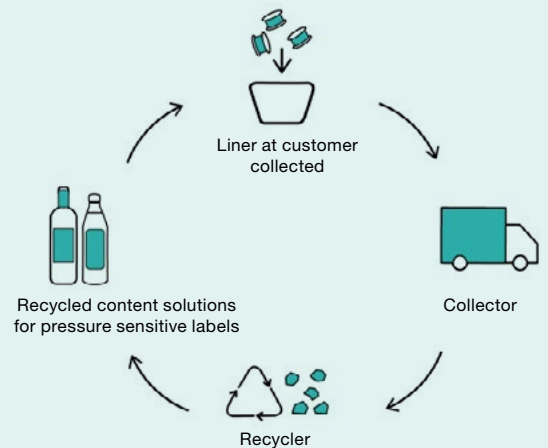 Liner at customer
collected
Collector
Recycler
Recycled content solutions
for pressure sensitive labels